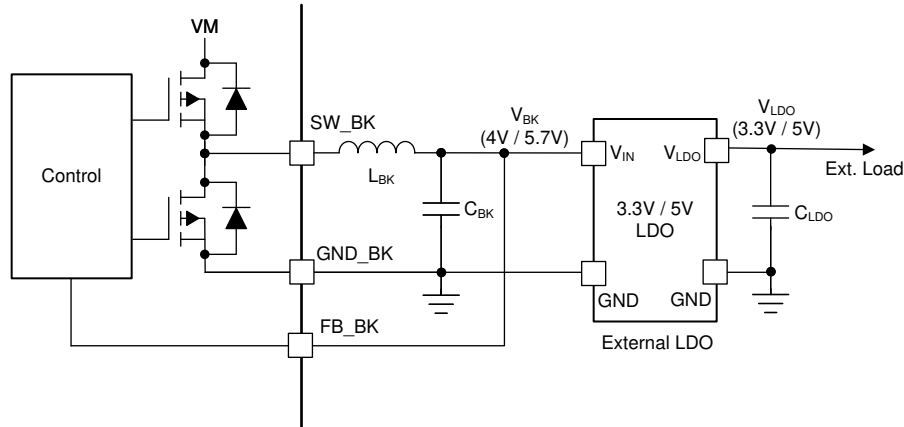 VM
Control
SW_BK
L_BK
C_BK
V_BK
(4V / 5.7V)
V_IN
V_LDO
3.3V / 5V
LDO
GND
GND
External LDO
V_LDO
(3.3V / 5V)
Ext. Load
C_LDO
GND_BK
FB_BK